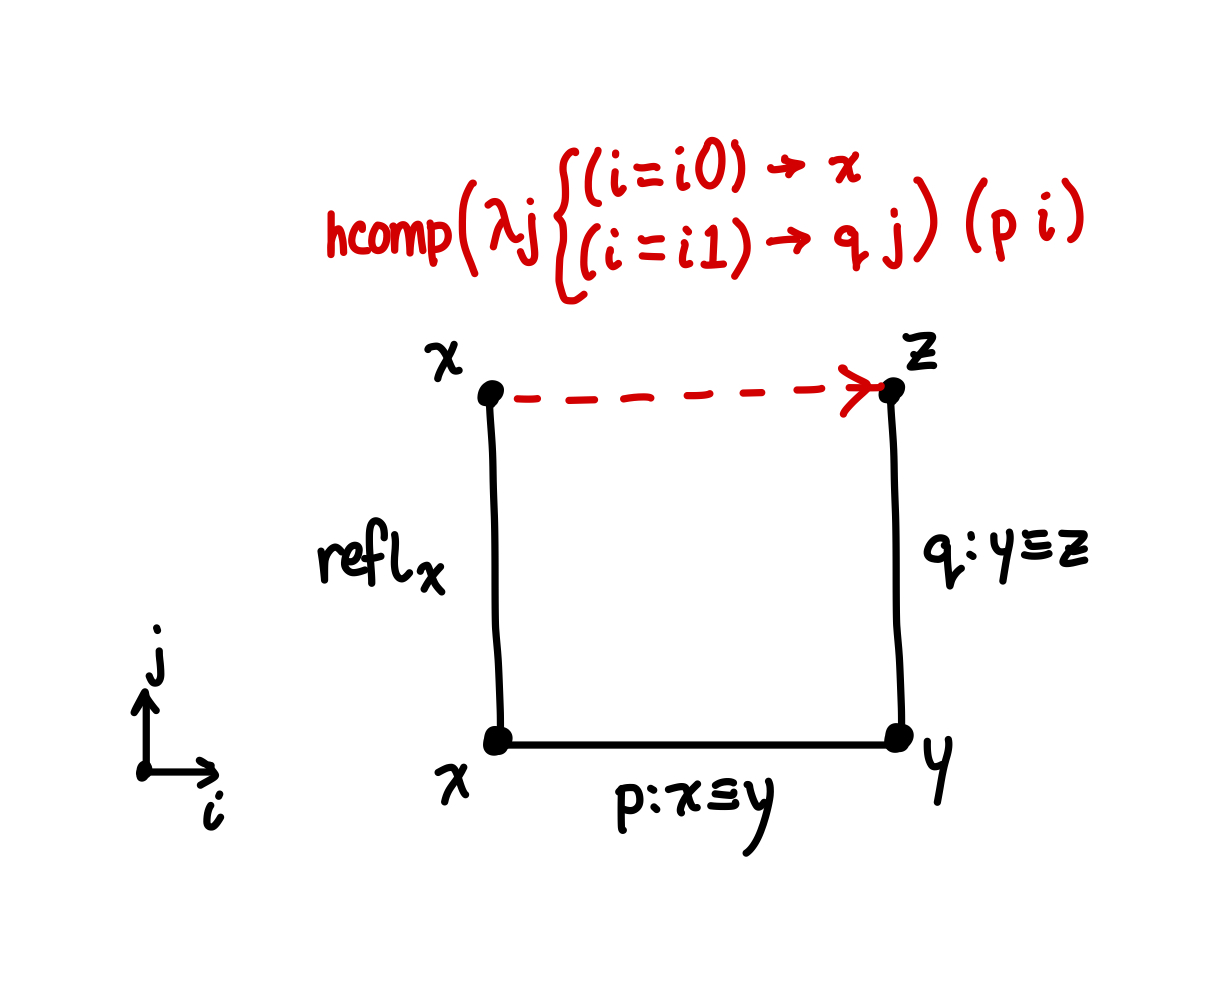 hcomp(λj{(i=i0) → x
(i=i1) → q j) (p i)
x
z
refl_x
q:y≡z
j
i
x
y
p:x≡y